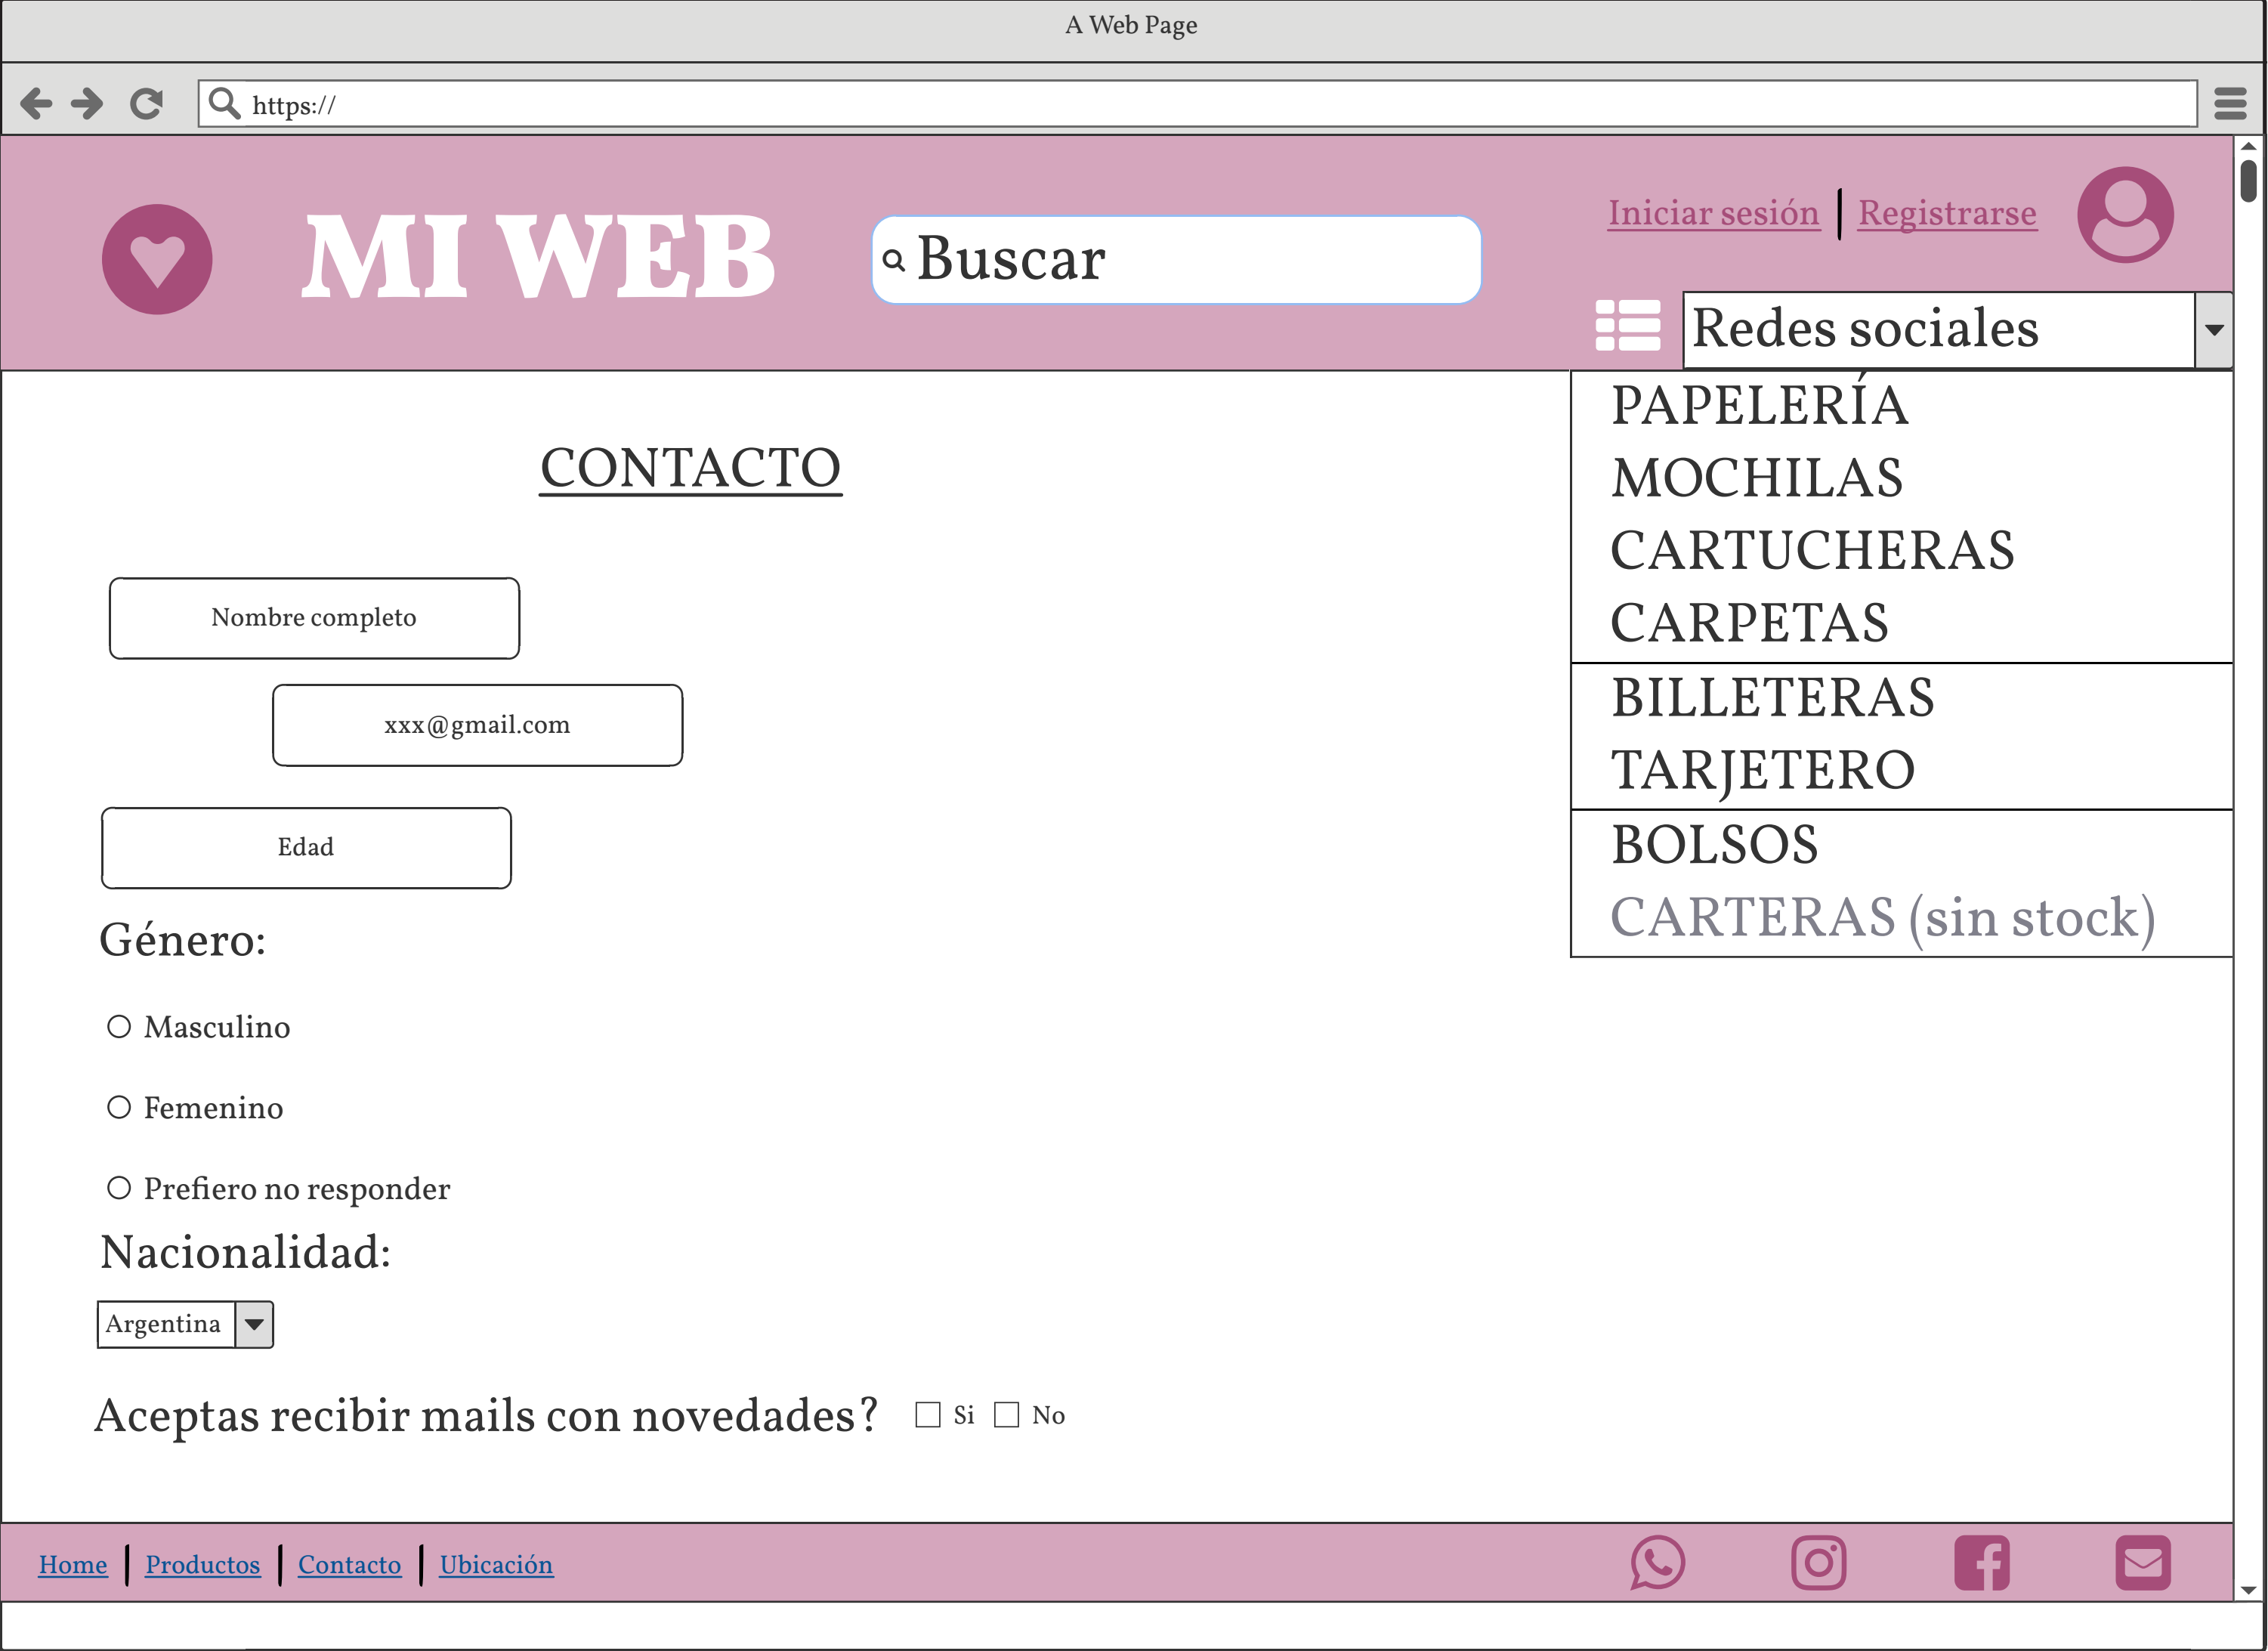 A Web Page
https://
MI WEB
Buscar
Iniciar sesión
Registrarse
Redes sociales
PAPELERÍA
MOCHILAS
CARTUCHERAS
CARPETAS
BILLETERAS
TARJETERO
BOLSOS
CARTERAS (sin stock)
CONTACTO
Nombre completo
xxx@gmail.com
Edad
Género:
Masculino
Femenino
Prefiero no responder
Nacionalidad:
Argentina
Aceptas recibir mails con novedades? Si No
Home Productos Contacto Ubicación